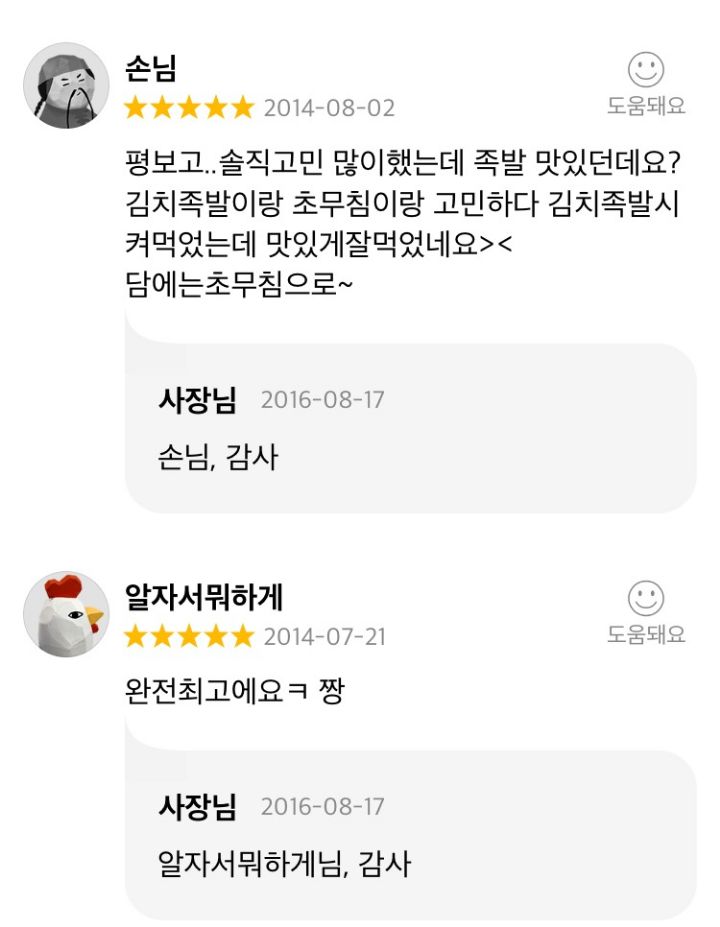 손님
도움돼요
2014-08-02
평보고..솔직고민 많이했는데 족발 맛있던데요?
김치족발이랑 초무침이랑 고민하다 김치족발시
켜먹었는데 맛있게잘먹었네요><
담에는초무침으로~
사장님 2016-08-17
손님, 감사
알자서뭐하게
도움돼요
2014-07-21
완전최고에요ㅋ 짱
사장님 2016-08-17
알자서뭐하게님, 감사